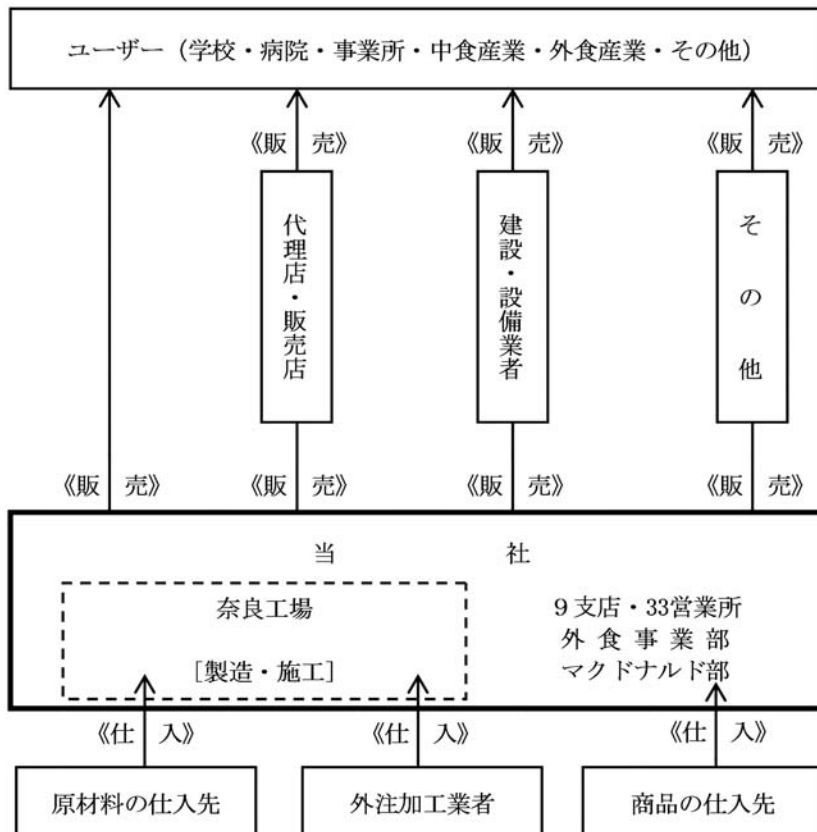 ユーザー（学校・病院・事業所・中食産業・外食産業・その他）
《販 売》
《販 売》
《販 売》
代理店・販売店
建設・設備業者
その他
《販 売》
《販 売》
《販 売》
《販 売》
当 社
奈良工場
[製造・施工]
9支店・33営業所
外食事業部
マクドナルド部
《仕 入》
《仕 入》
《仕 入》
原材料の仕入先
外注加工業者
商品の仕入先